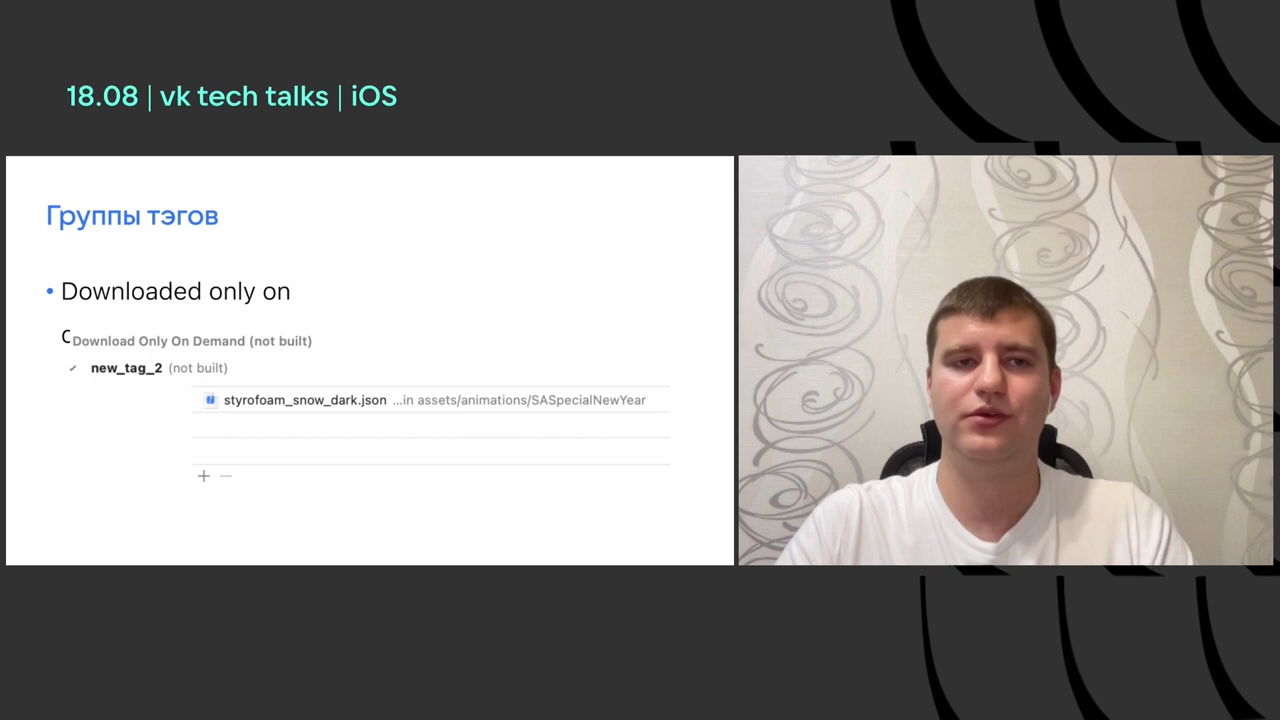 18.08 | vk tech talks | iOS
Группы тэгов
• Downloaded only on
Download Only On Demand (not built)
new_tag_2 (not built)
styrofoam_snow_dark.json ...in assets/animations/SASpecialNewYear